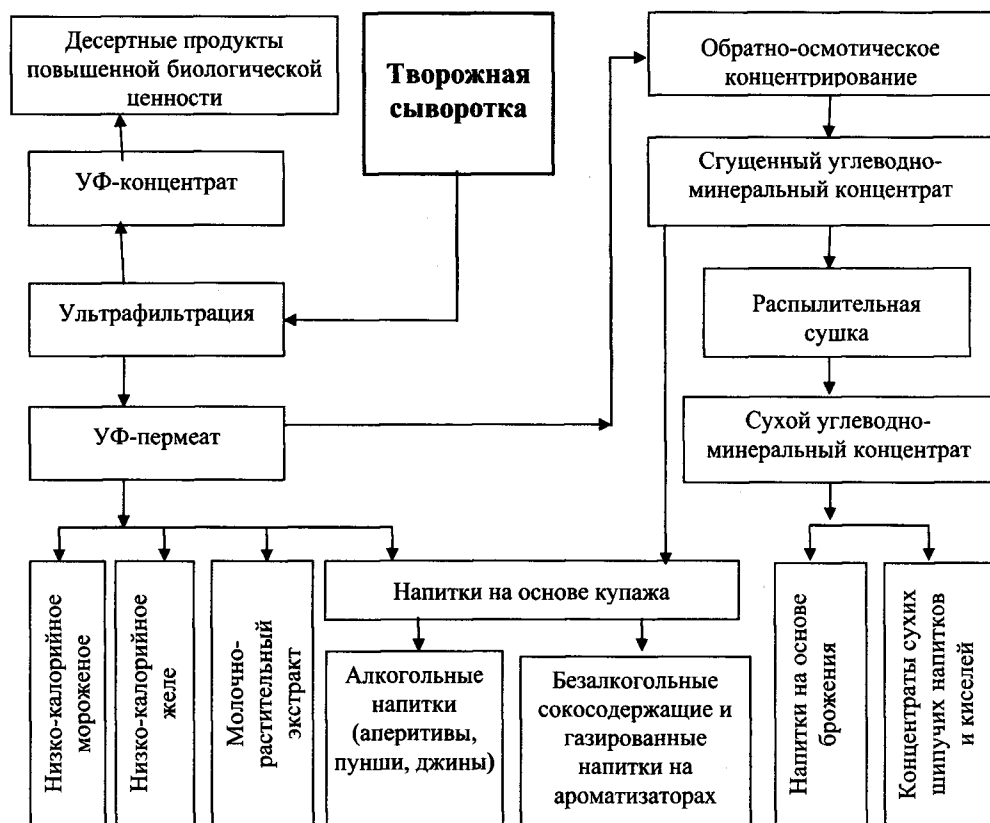 Десертные продукты
повышенной биологической
ценности
Творожная
сыворотка
Обратно-осмотическое
концентрирование
УФ-концентрат
Сгущенный углеводно-
минеральный концентрат
Ультрафильтрация
Распылительная
сушка
УФ-пермеат
Сухой углеводно-
минеральный концентрат
Низко-калорийное
мороженое
Низко-калорийное
желе
Молочно-
растительный
экстракт
Напитки на основе купажа
Алкогольные
напитки
(аперитивы,
пунши, джины)
Безалкогольные
сокосодержащие и
газированные
напитки на
ароматизаторах
Напитки на основе
брожения
Концентраты сухих
шипучих напитков
и киселей